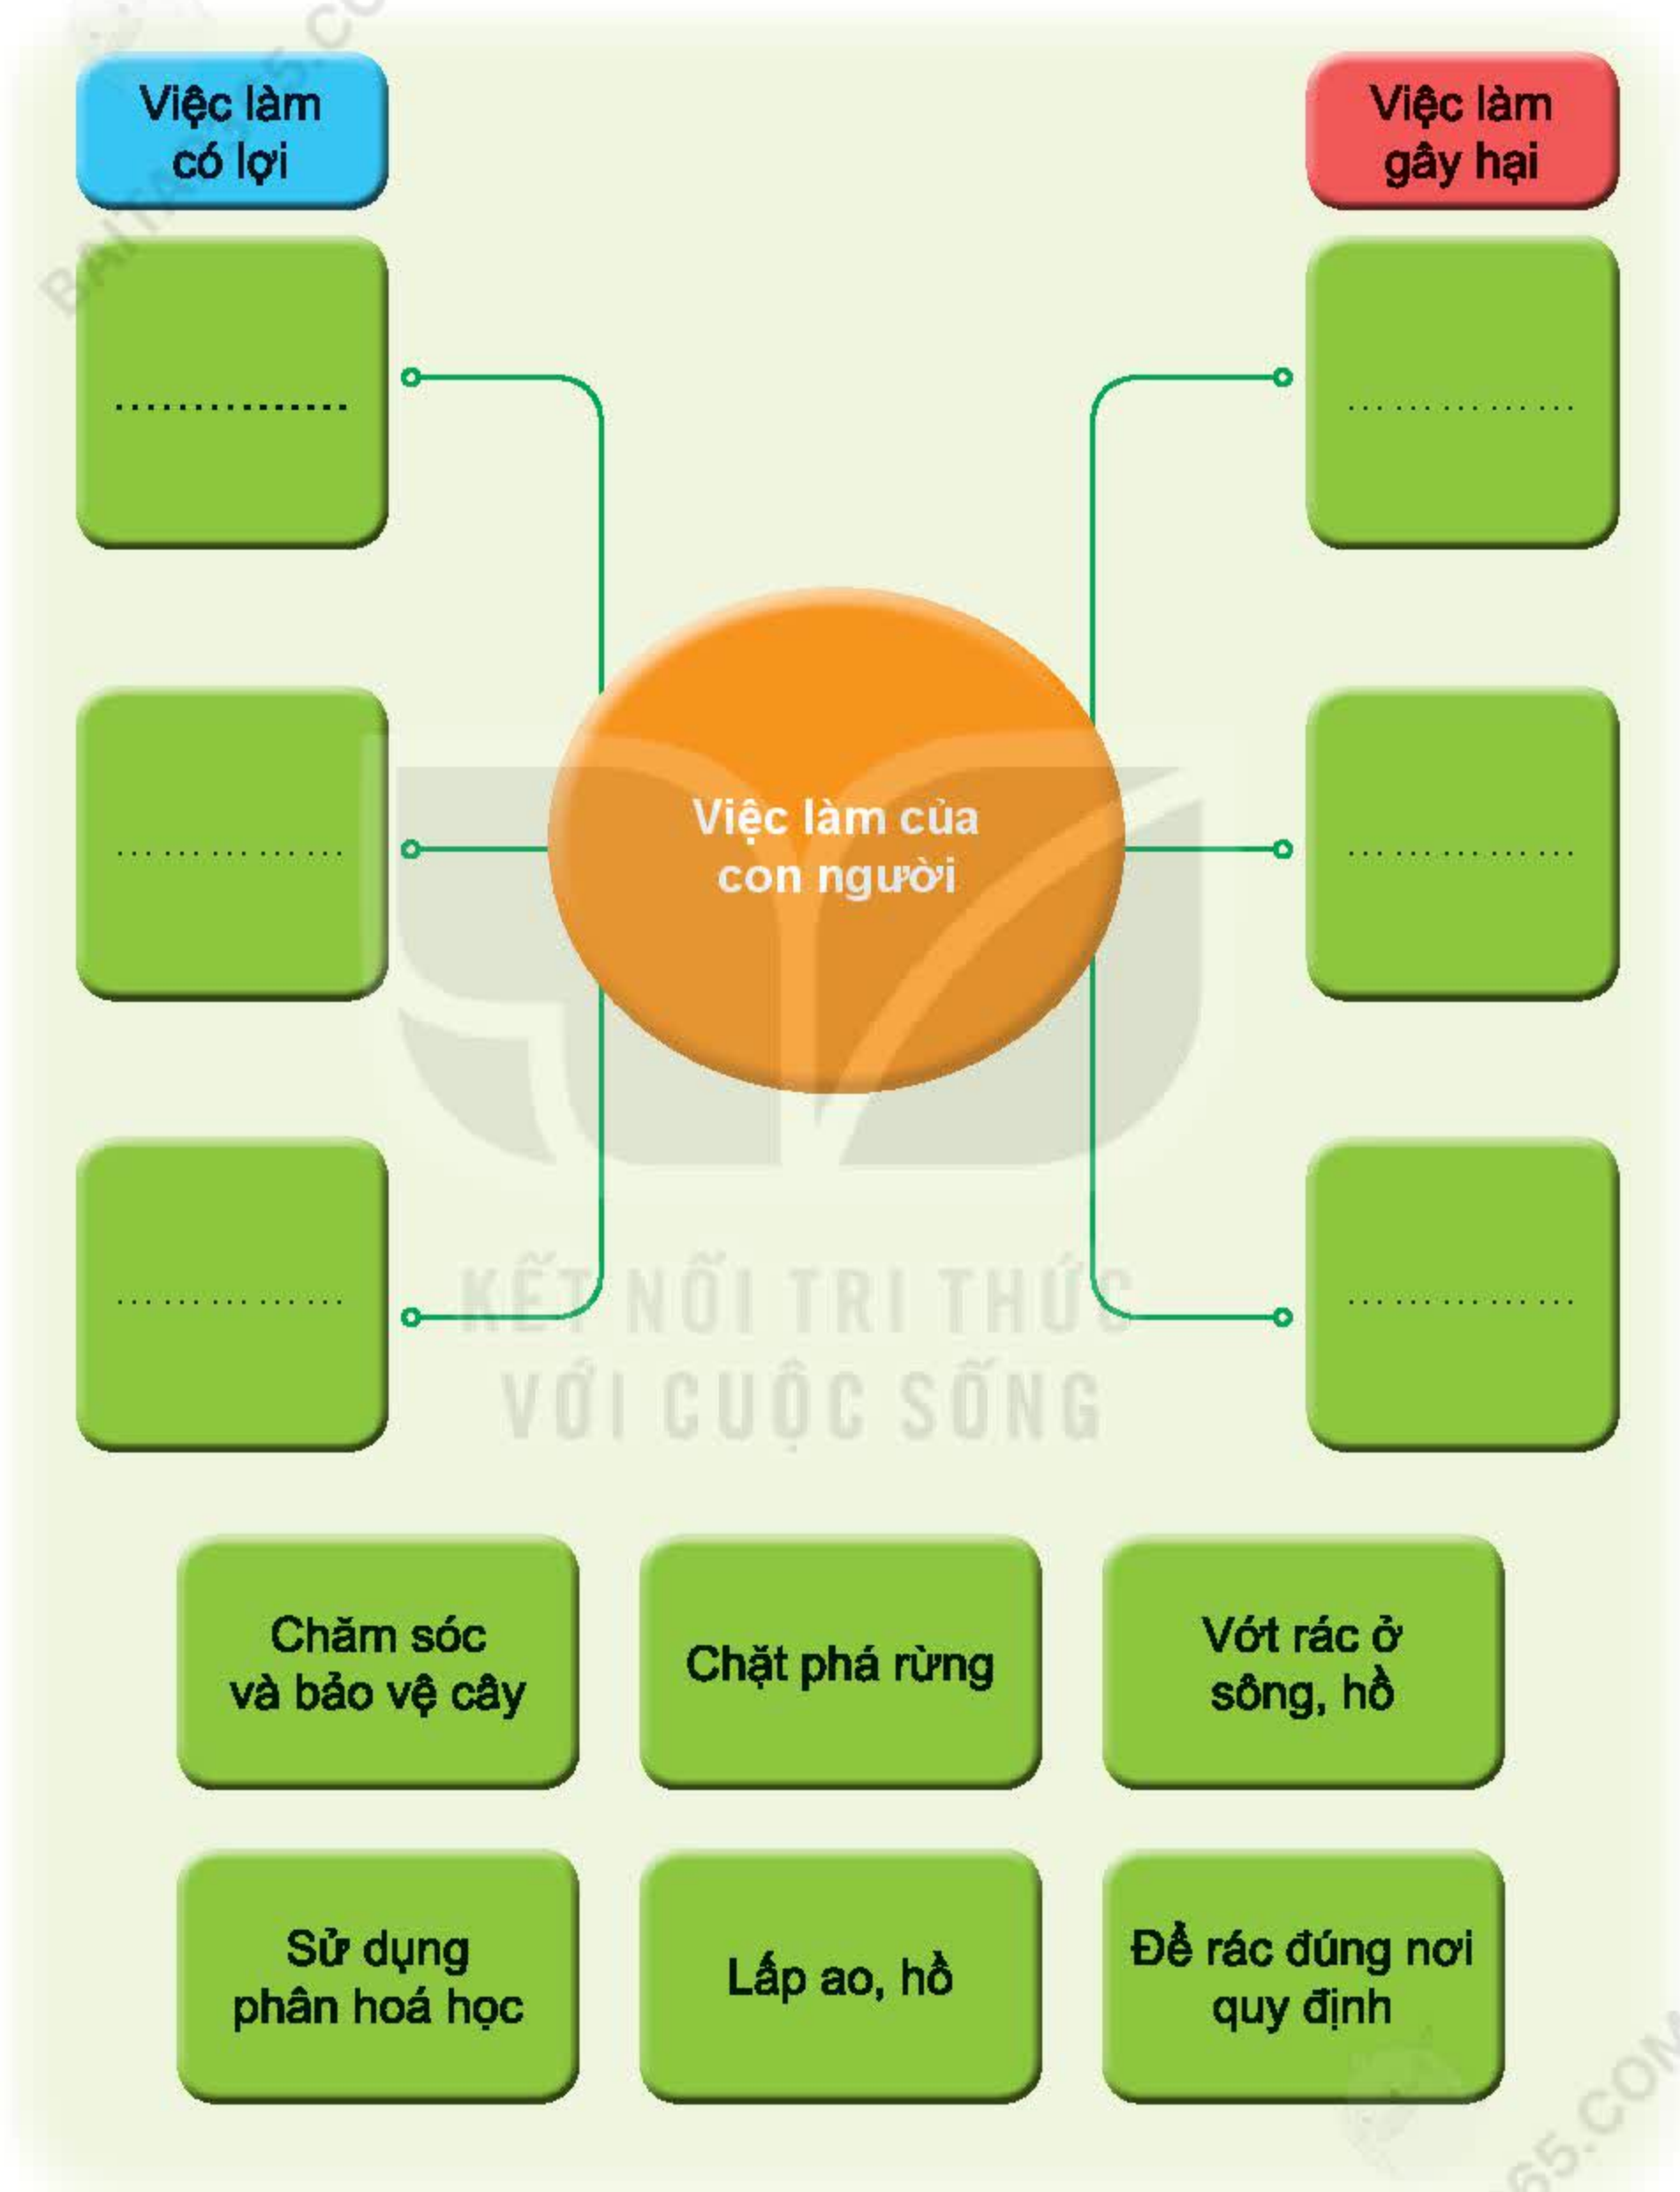 Việc làm
có lợi
Việc làm
gây hại
...............
...............
Việc làm của
con người
...............
...............
...............
...............
KẾT NỐI TRI THỨC
VỚI CUỘC SỐNG
Chăm sóc
và bảo vệ cây
Chặt phá rừng
Vớt rác ở
sông, hồ
Sử dụng
phân hoá học
Lấp ao, hồ
Để rác đúng nơi
quy định